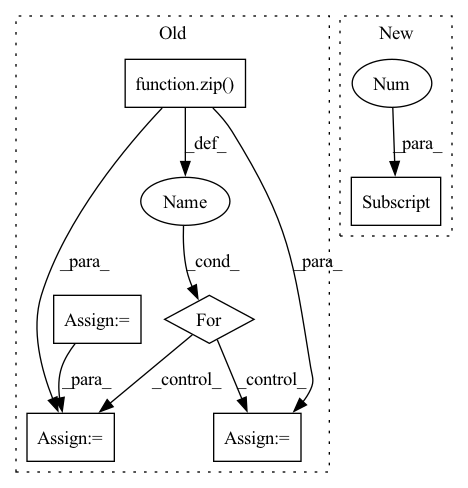 Old
New
function.zip()
Num
_def_
_para_
Name
Subscript
_para_
_cond_
_para_
Assign:=
For
_para_
_control_
_control_
Assign:=
Assign:=